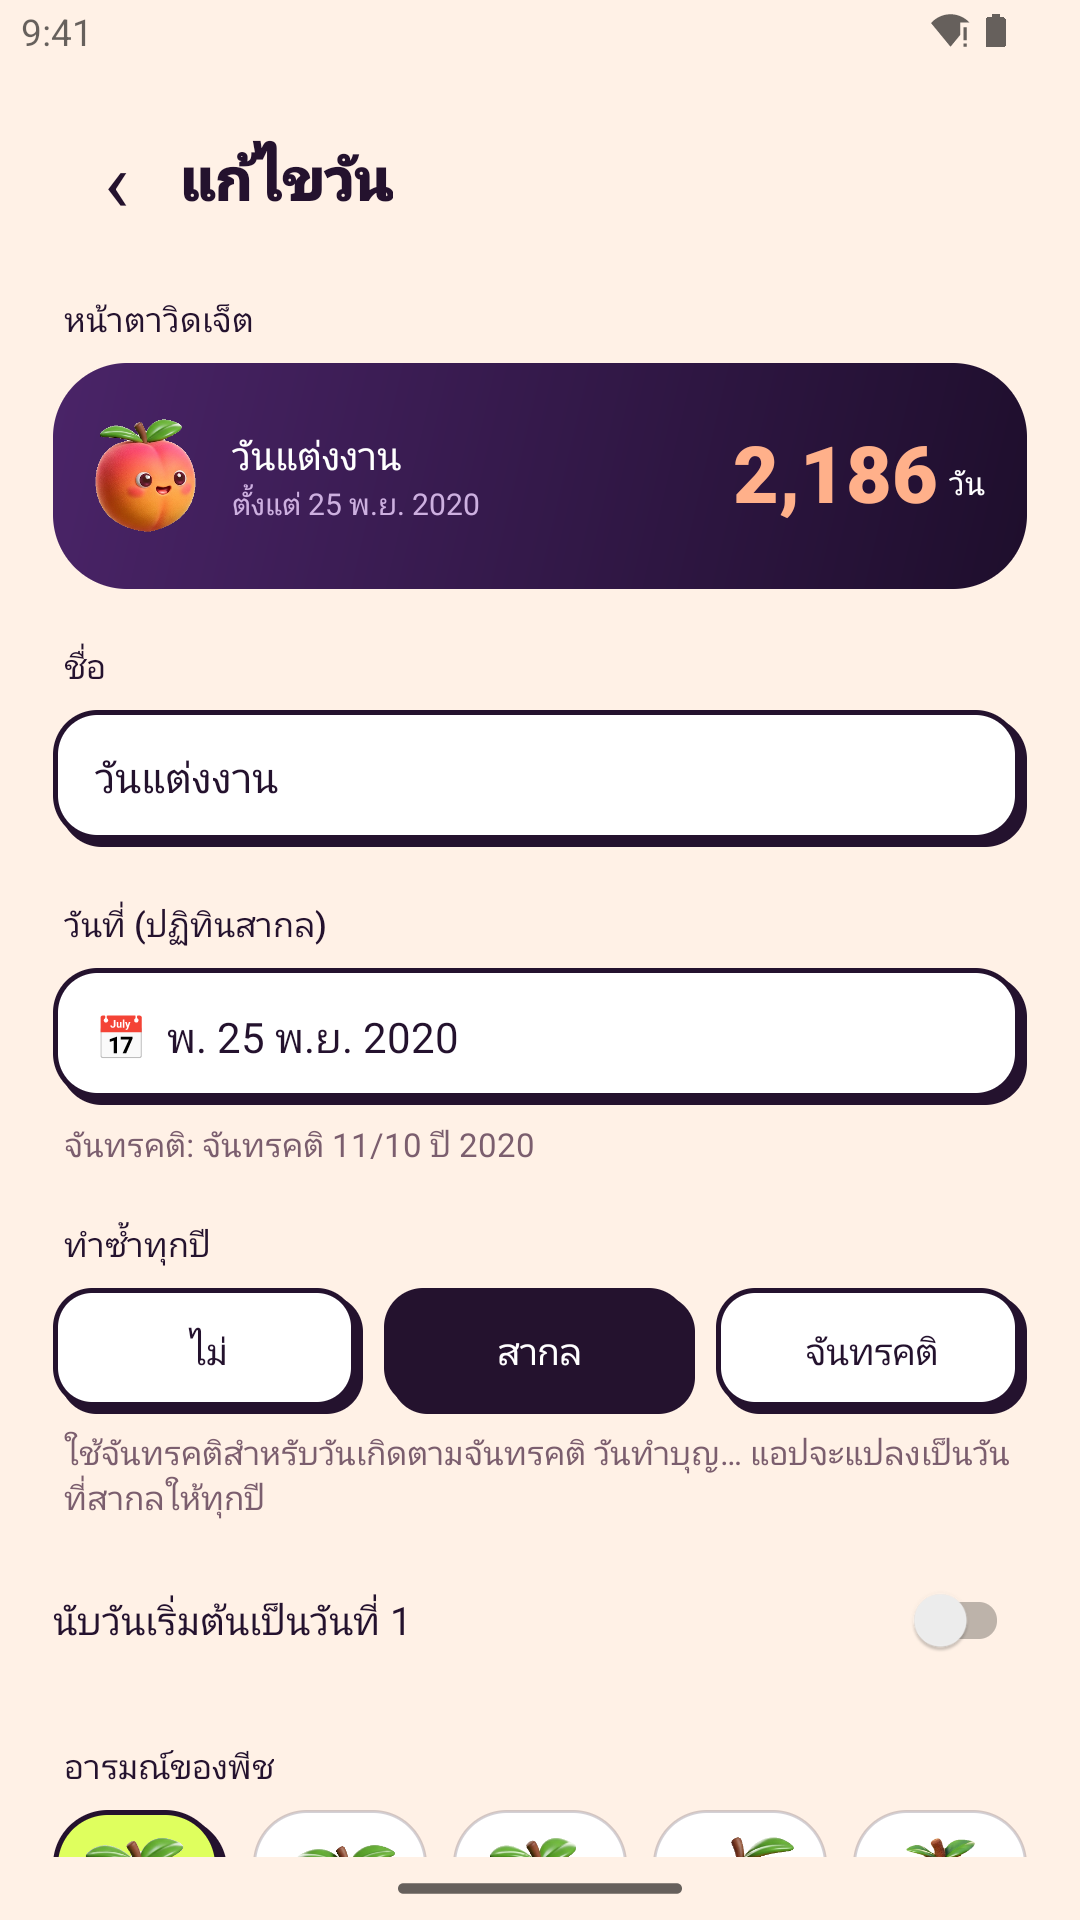 9:41
‹ แก้ไขวัน
หน้าตาวิดเจ็ต
วันแต่งงาน
ตั้งแต่ 25 พ.ย. 2020
2,186 วัน
ชื่อ
วันแต่งงาน
วันที่ (ปฏิทินสากล)
July 17
พ. 25 พ.ย. 2020
จันทรคติ: จันทรคติ 11/10 ปี 2020
ทำซ้ำทุกปี
ไม่ สากล จันทรคติ
ใช้จันทรคติสำหรับวันเกิดตามจันทรคติ วันทำบุญ... แอปจะแปลงเป็นวัน
ที่สากลให้ทุกปี
นับวันเริ่มต้นเป็นวันที่ 1
อารมณ์ของพีช